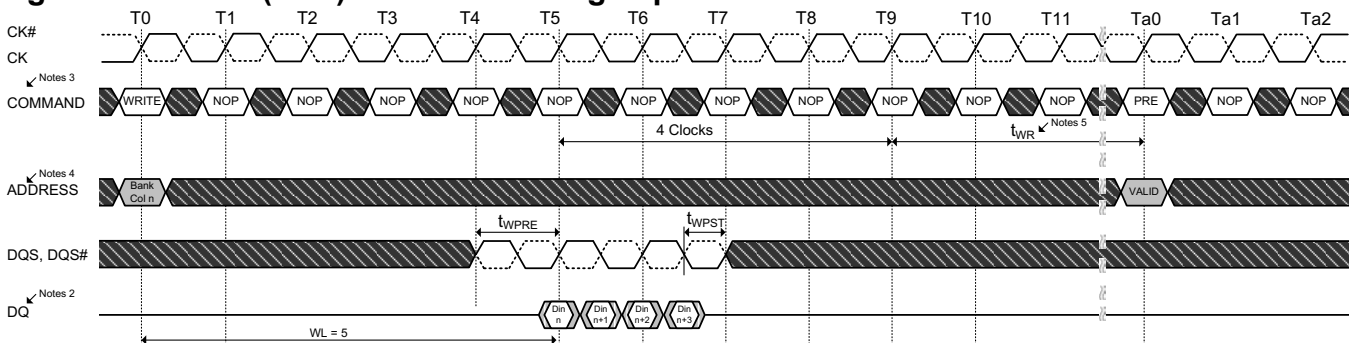 T0 T1 T2 T3 T4 T5 T6 T7 T8 T9 T10 T11 Ta0 Ta1 Ta2
CK#
CK
Notes 3
COMMAND WRITE NOP NOP NOP NOP NOP NOP NOP NOP NOP NOP NOP PRE NOP NOP
4 Clocks tWR Notes 5
Notes 4
ADDRESS Bank Col n VALID
tWPRE tWPST
DQS, DQS#
Notes 2
DQ Din n Din n+1 Din n+2 Din n+3
WL = 5